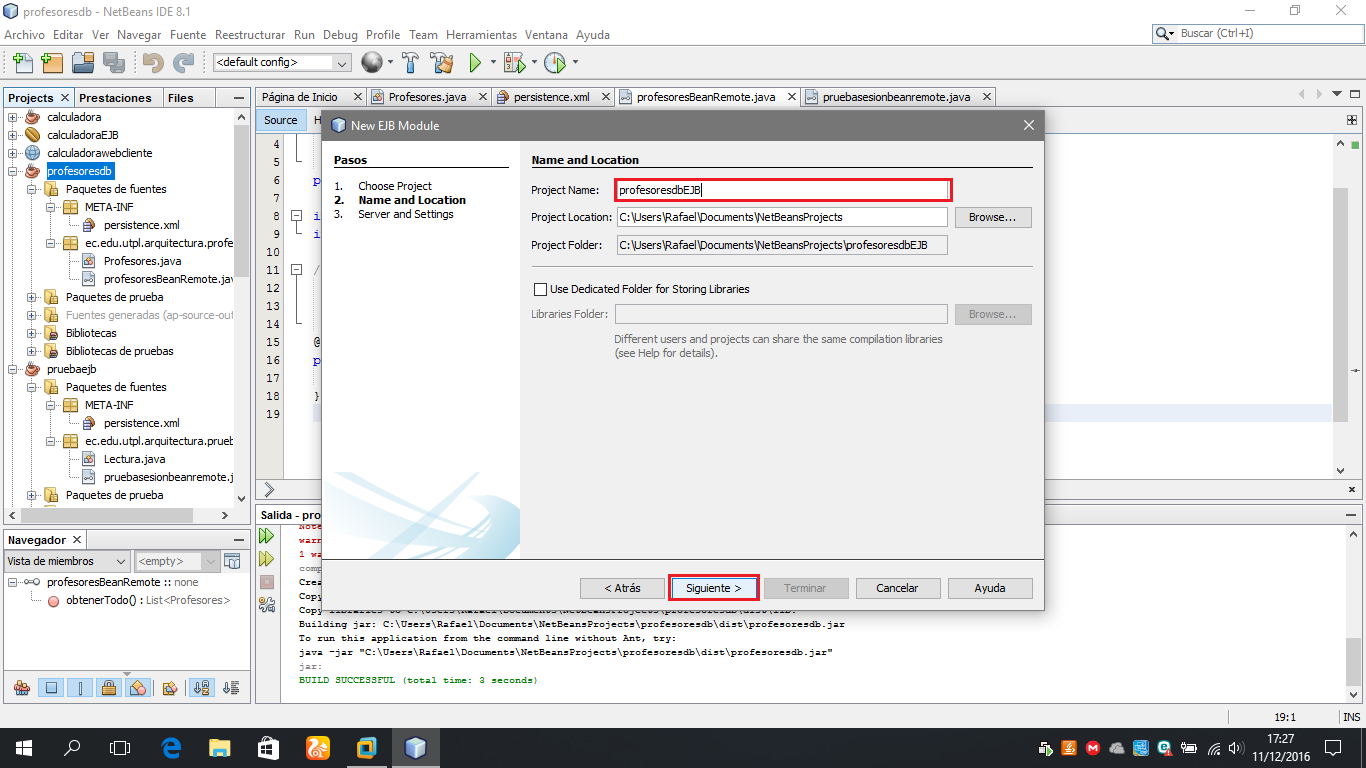 profesoresdb - NetBeans IDE 8.1
Archivo Editar Ver Navegar Fuente Reestructurar Run Debug Profile Team Herramientas Ventana Ayuda
Buscar (Ctrl+I)
<default config>
Projects Prestaciones Files
Página de Inicio Profesores.java persistence.xml profesoresBeanRemote.java pruebasesionbeanremote.java
calculadora
calculadoraEJB
calculadorawebcliente
profesoresdb
Paquetes de fuentes
META-INF
persistence.xml
ec.edu.utpl.arquitectura.profe
Profesores.java
profesoresBeanRemote.jav
Paquetes de prueba
Fuentes generadas (ap-source-out
Bibliotecas
Bibliotecas de pruebas
pruebaejb
Paquetes de fuentes
META-INF
persistence.xml
ec.edu.utpl.arquitectura.prueb
Lectura.java
pruebasesionbeanremote.j
Paquetes de prueba
Source H
4
5
6 p
7
8 i
9 i
10
11 /
12
13
14
15 @
16 p
17
18 }
19
New EJB Module
Pasos
1. Choose Project
2. Name and Location
3. Server and Settings
Name and Location
Project Name: profesoresdbEJB
Project Location: C:\Users\Rafael\Documents\NetBeansProjects Browse...
Project Folder: C:\Users\Rafael\Documents\NetBeansProjects\profesoresdbEJB
Use Dedicated Folder for Storing Libraries
Libraries Folder: Browse...
Different users and projects can share the same compilation libraries
(see Help for details).
< Atrás Siguiente > Terminar Cancelar Ayuda
Navegador
Vista de miembros <empty>
profesoresBeanRemote :: none
obtenerTodo() : List<Profesores>
Salida - pro
Note
warn
1 wa
comp
Crea
Copy
Copy libraries to C:\Users\Rafael\Documents\NetBeansProjects\profesoresdb\dist\lib.
Building jar: C:\Users\Rafael\Documents\NetBeansProjects\profesoresdb\dist\profesoresdb.jar
To run this application from the command line without Ant, try:
java -jar "C:\Users\Rafael\Documents\NetBeansProjects\profesoresdb\dist\profesoresdb.jar"
jar:
BUILD SUCCESSFUL (total time: 3 seconds)
19:1 INS
17:27
11/12/2016